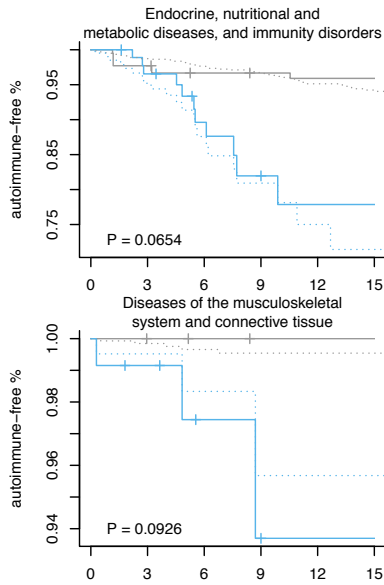 Endocrine, nutritional and
metabolic diseases, and immunity disorders
autoimmune−free %
0.95
0.85
0.75
P = 0.0654
0 3 6 9 12 15
Diseases of the musculoskeletal
system and connective tissue
autoimmune−free %
1.00
0.98
0.96
0.94
P = 0.0926
0 3 6 9 12 15